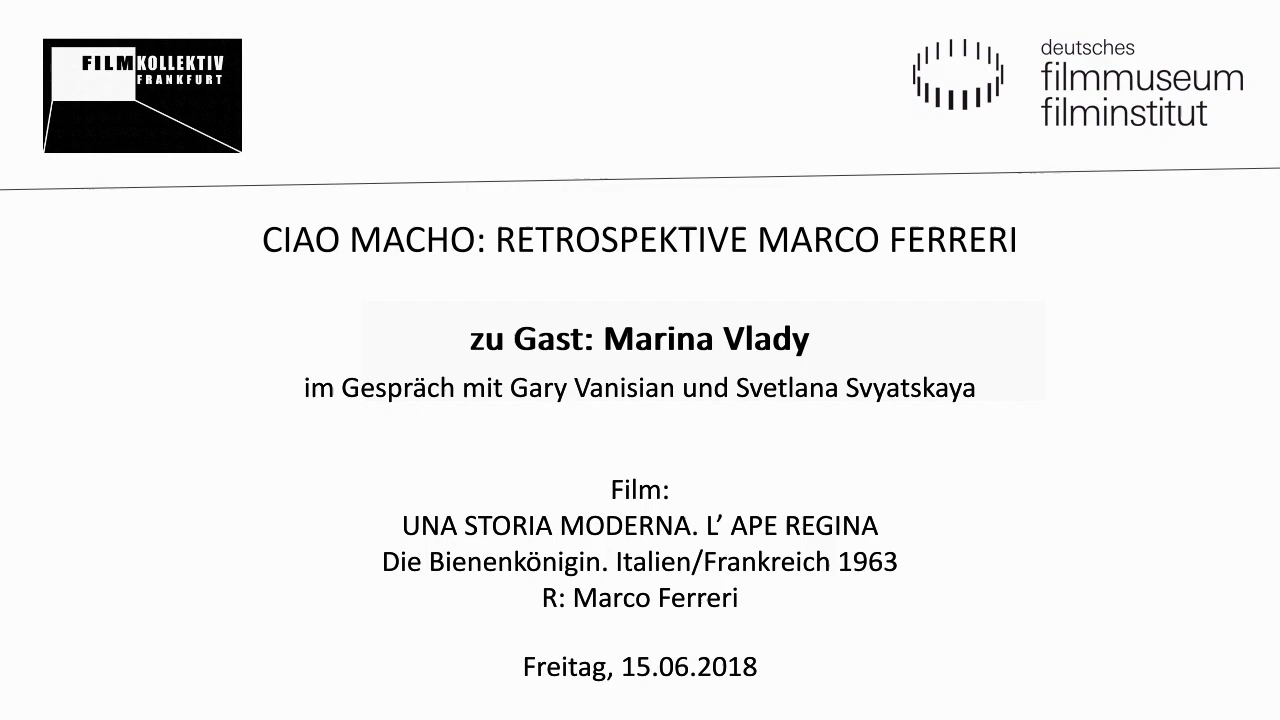 FILMKOLLEKTIV
FRANKFURT
deutsches
filmmuseum
filminstitut
CIAO MACHO: RETROSPEKTIVE MARCO FERRERI
zu Gast: Marina Vlady
im Gespräch mit Gary Vanisian und Svetlana Svyatskaya
Film:
UNA STORIA MODERNA. L’ APE REGINA
Die Bienenkönigin. Italien/Frankreich 1963
R: Marco Ferreri
Freitag, 15.06.2018